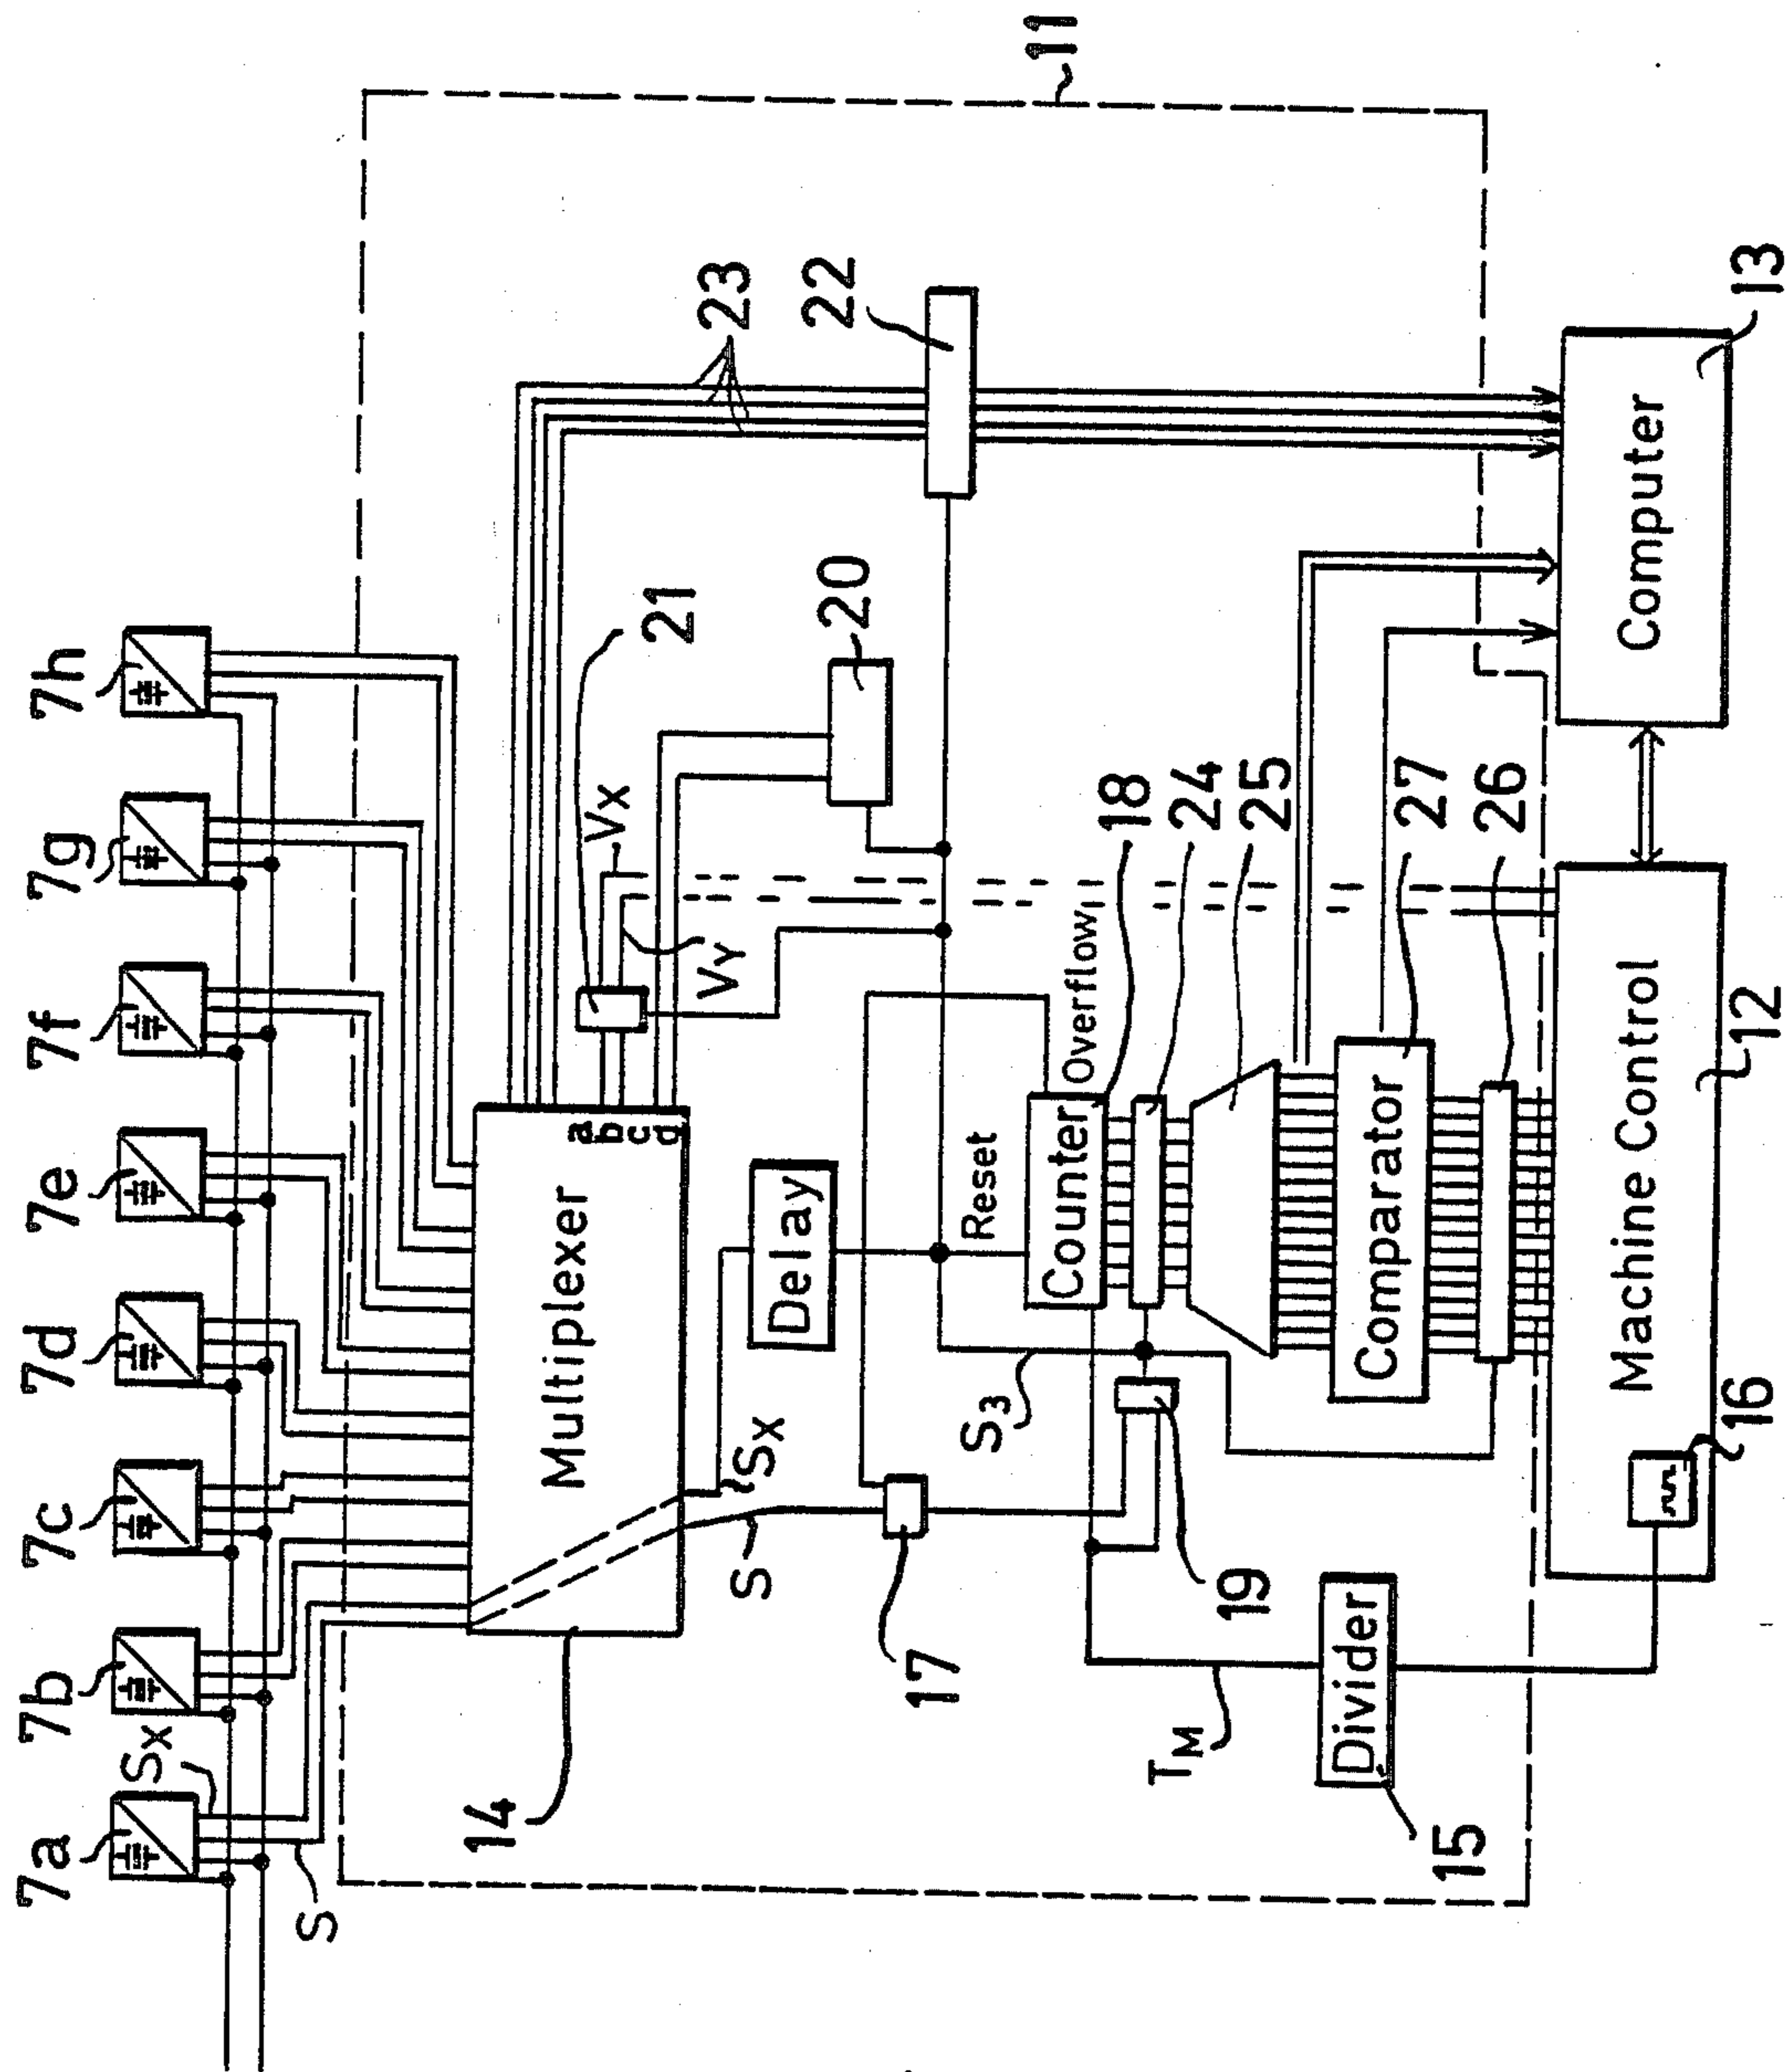 7a
7b
7c
7d
7e
7f
7g
7h
S
Sx
11
14
Multiplexer
a
b
c
d
21
23
Vx
VY
20
22
S
Sx
Delay
17
Reset
Overflow
S3
Counter
18
19
24
25
TM
Divider
15
Comparator
27
26
16
Machine Control
12
Computer
13